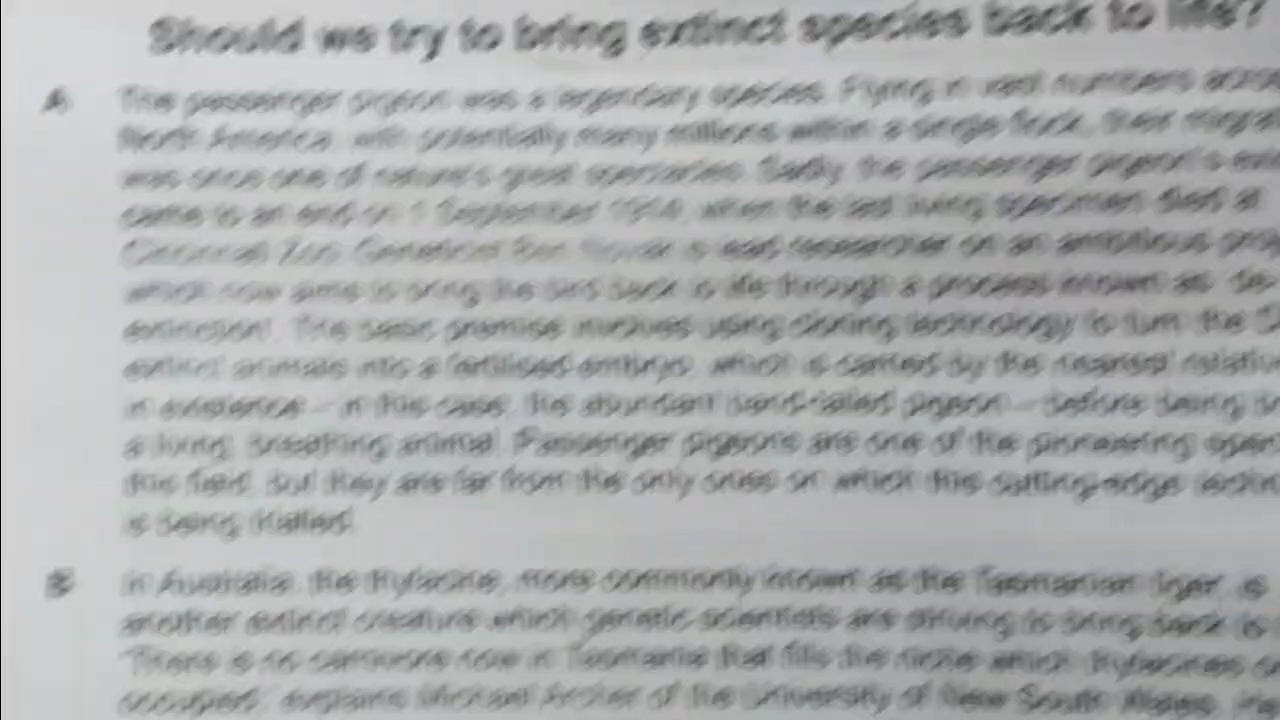 Should we try to bring extinct species back to life?
A The passenger pigeon was a legendary species. Flying in vast numbers
North America, with potentially many millions within a single flock, their
was once one of nature's great spectacles. Sadly, the passenger pigeon's
came to an end on 1 September 1914, when the last living specimen died at
Cincinnati Zoo. Geneticist Ben Novak is lead researcher on an ambitious
which now aims to bring the bird back to life through a process known as 'de-
extinction'. The basic premise involves using cloning technology to turn the
extinct animals into a fertilised embryo, which is carried by the nearest
in existence – in this case, the abundant band-tailed pigeon – before being
a living, breathing animal. Passenger pigeons are one of the pioneering
this field, but they are far from the only ones on which this cutting-edge
is being trialled.
B In Australia, the thylacine, more commonly known as the Tasmanian tiger, is
another extinct creature which genetic scientists are striving to bring back to
'There is no carnivore now in Tasmania that fills the niche which thylacines
occupied,' explains Michael Archer of the University of New South Wales.